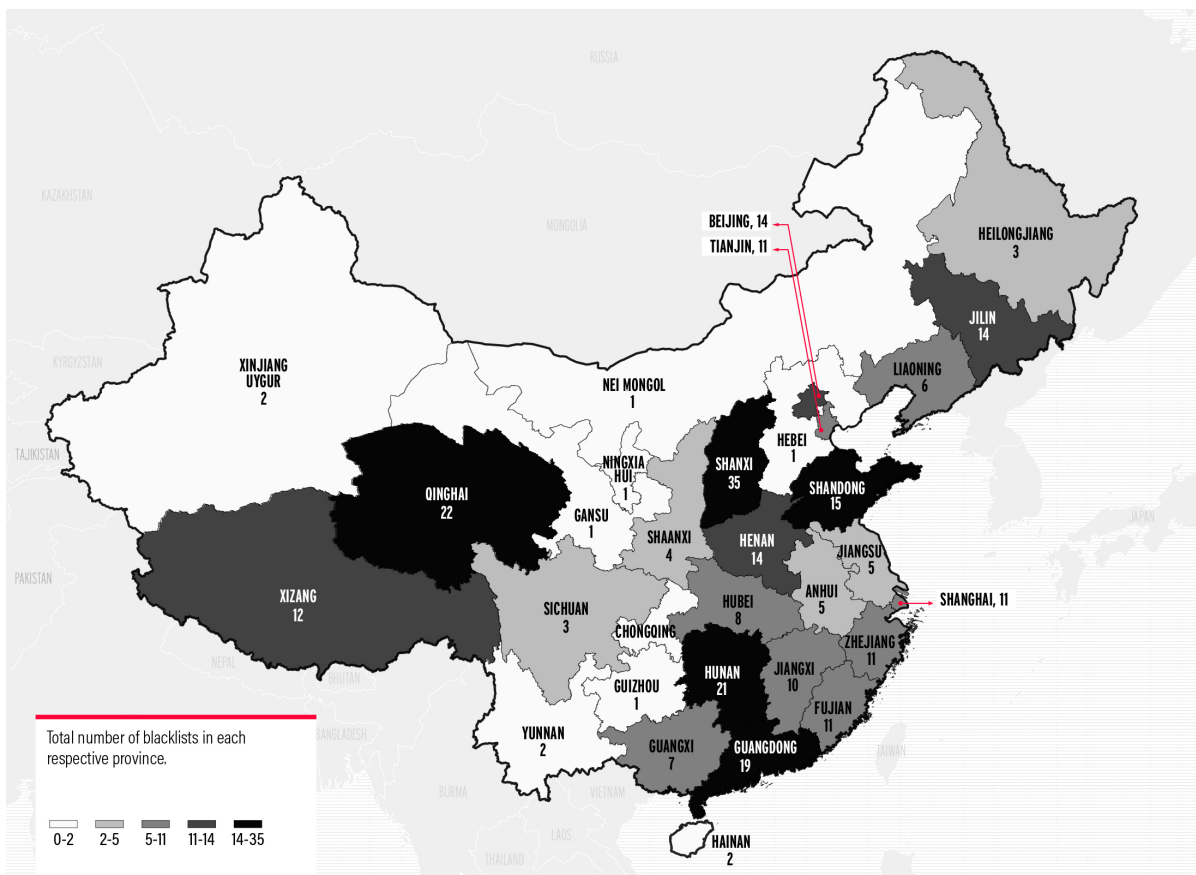 RUSSIA
KAZAKHSTAN
MONGOLIA
BEIJING, 14
TIANJIN, 11
HEILONGJIANG
3
JILIN
14
KYRGYZSTAN
XINJIANG
UYGUR
2
NEI MONGOL
1
LIAONING
6
TAJIKISTAN
HEBEI
1
NINGXIA
HUI
1
SHANXI
35
QINGHAI
22
SHANDONG
15
GANSU
1
JAPAN
SHAANXI
4
HENAN
14
JIANGSU
5
PAKISTAN
XIZANG
12
ANHUI
5
SHANGHAI, 11
SICHUAN
3
HUBEI
8
CHONGQING
ZHEJIANG
11
NEPAL
BHUTAN
HUNAN
21
JIANGXI
10
GUIZHOU
1
FUJIAN
11
BANGLADESH
YUNNAN
2
GUANGXI
7
GUANGDONG
19
TAIWAN
BURMA
VIETNAM
LAOS
THAILAND
HAINAN
2
Total number of blacklists in each
respective province.
0-2 2-5 5-11 11-14 14-35